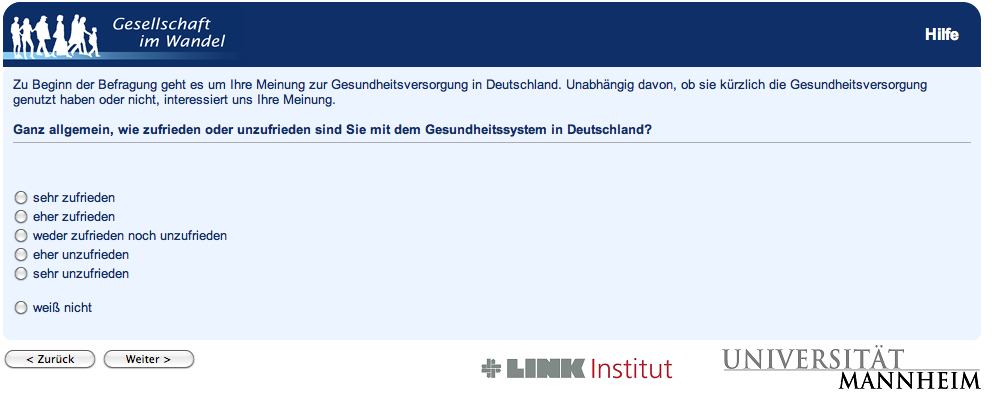 Gesellschaft
im Wandel
Hilfe
Zu Beginn der Befragung geht es um Ihre Meinung zur Gesundheitsversorgung in Deutschland. Unabhängig davon, ob sie kürzlich die Gesundheitsversorgung
genutzt haben oder nicht, interessiert uns Ihre Meinung.
Ganz allgemein, wie zufrieden oder unzufrieden sind Sie mit dem Gesundheitssystem in Deutschland?
sehr zufrieden
eher zufrieden
weder zufrieden noch unzufrieden
eher unzufrieden
sehr unzufrieden
weiß nicht
< Zurück
Weiter >
LINK Institut
UNIVERSITÄT
MANNHEIM